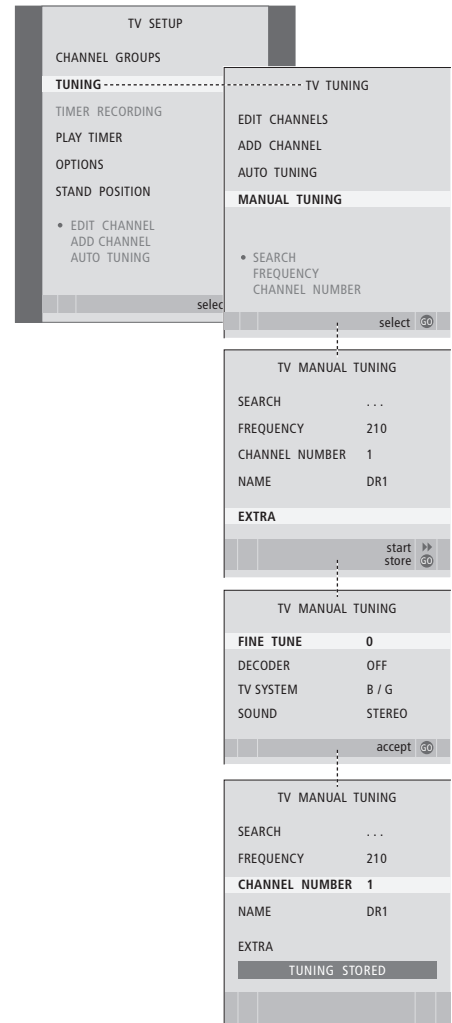 TV SETUP
CHANNEL GROUPS
TUNING
TIMER RECORDING
PLAY TIMER
OPTIONS
STAND POSITION
• EDIT CHANNEL
ADD CHANNEL
AUTO TUNING
selec
TV TUNING
EDIT CHANNELS
ADD CHANNEL
AUTO TUNING
MANUAL TUNING
• SEARCH
FREQUENCY
CHANNEL NUMBER
select GO
TV MANUAL TUNING
SEARCH . . .
FREQUENCY 210
CHANNEL NUMBER 1
NAME DR1
EXTRA
start
store GO
TV MANUAL TUNING
FINE TUNE 0
DECODER OFF
TV SYSTEM B / G
SOUND STEREO
accept GO
TV MANUAL TUNING
SEARCH . . .
FREQUENCY 210
CHANNEL NUMBER 1
NAME DR1
EXTRA
TUNING STORED